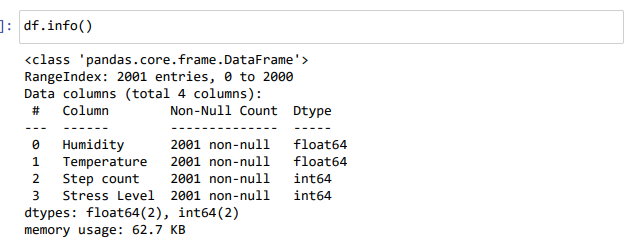 ]: df.info()
<class 'pandas.core.frame.DataFrame'>
RangeIndex: 2001 entries, 0 to 2000
Data columns (total 4 columns):
 #   Column        Non-Null Count  Dtype
---  ------        --------------  -----
 0   Humidity      2001 non-null   float64
 1   Temperature   2001 non-null   float64
 2   Step count    2001 non-null   int64
 3   Stress Level  2001 non-null   int64
dtypes: float64(2), int64(2)
memory usage: 62.7 KB